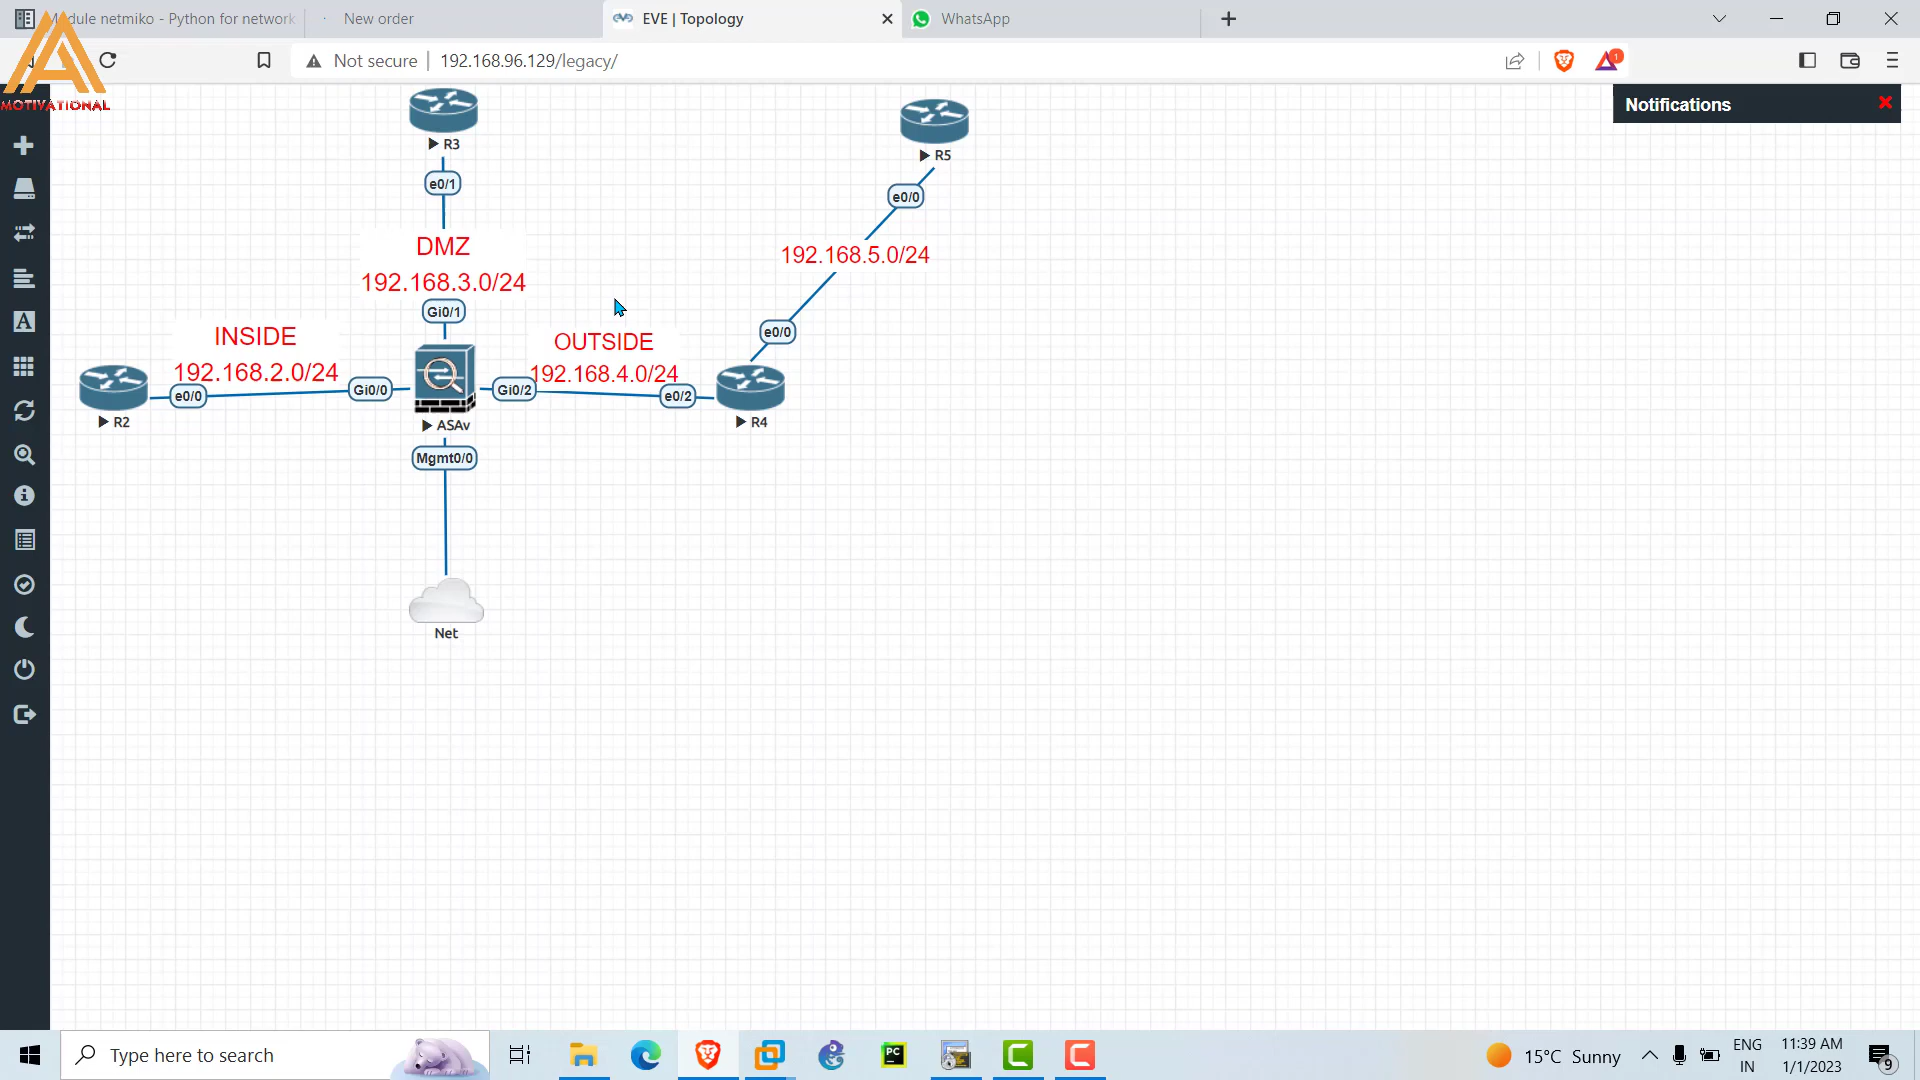 dule netmiko - Python for network
New order
EVE | Topology
WhatsApp
MOTIVATIONAL
Not secure
192.168.96.129/legacy/
1
Notifications
R3
R5
e0/1
e0/0
DMZ
192.168.3.0/24
192.168.5.0/24
Gi0/1
INSIDE
192.168.2.0/24
OUTSIDE
192.168.4.0/24
e0/0
e0/0
Gi0/0
Gi0/2
e0/2
R2
ASAv
R4
Mgmt0/0
Net
Type here to search
PC
15°C Sunny
ENG
IN
11:39 AM
1/1/2023
9